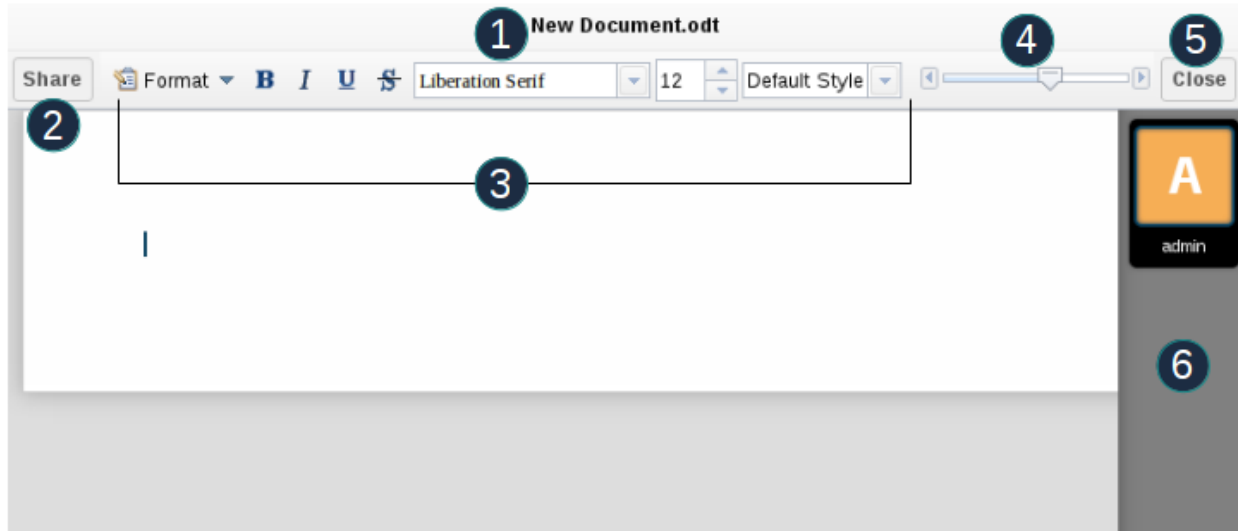 1 New Document.odt 4 5
Share Format B I U S Liberation Serif 12 Default Style Close
2
3
A
admin
6